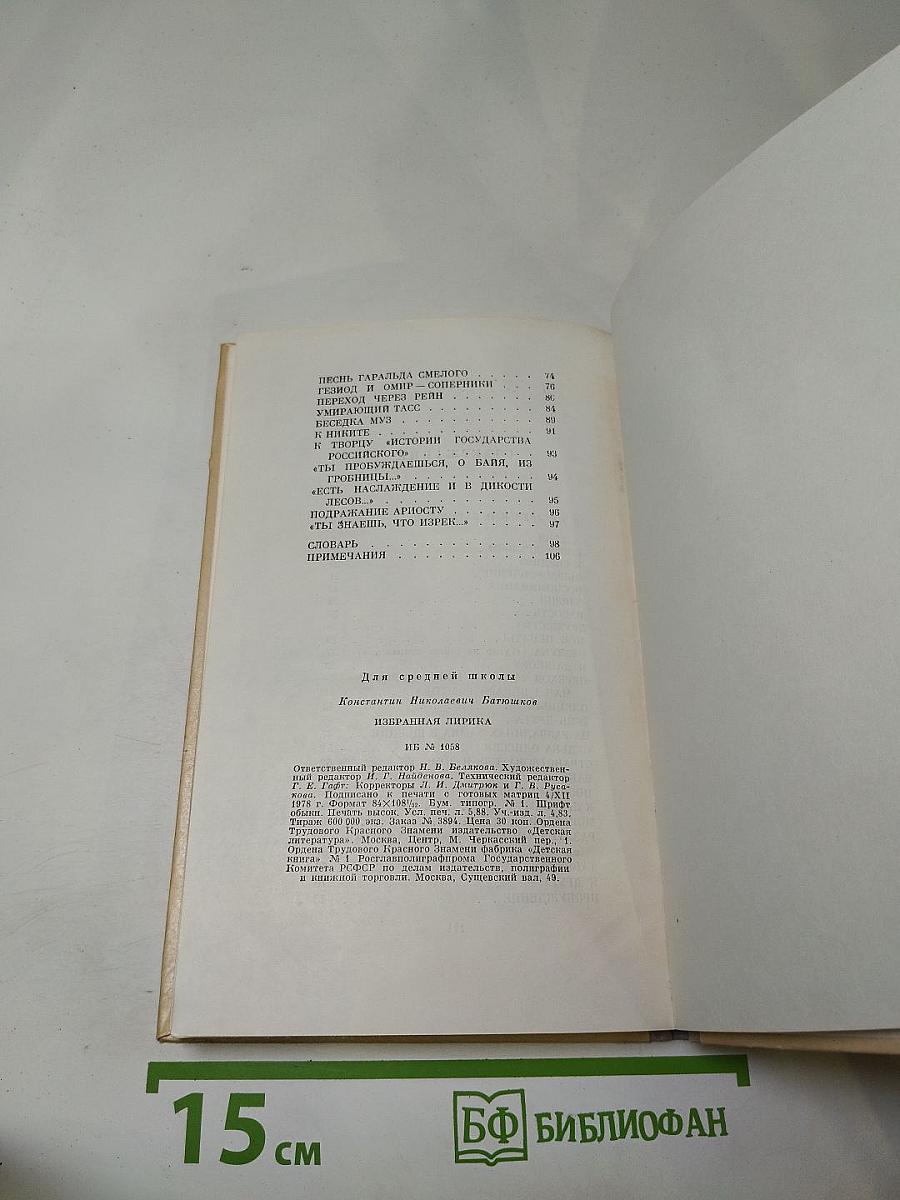 ПЕСНЬ ГАРАЛЬДА СМЕЛОГО . . . . . 74
ГЕЗИОД И ОМИР — СОПЕРНИКИ . . . 76
ПЕРЕХОД ЧЕРЕЗ РЕЙН . . . . . . . 80
УМИРАЮЩИЙ ТАСС . . . . . . . . . 84
БЕСЕДКА МУЗ . . . . . . . . . . . 89
К НИКИТЕ . . . . . . . . . . . . 91
К ТВОРЦУ «ИСТОРИИ ГОСУДАРСТВА
РОССИЙСКОГО» . . . . . . . . . . 93
«ТЫ ПРОБУЖДАЕШЬСЯ, О БАЙЯ, ИЗ
ГРОБНИЦЫ...» . . . . . . . . . . 94
«ЕСТЬ НАСЛАЖДЕНИЕ И В ДИКОСТИ
ЛЕСОВ...» . . . . . . . . . . . . 95
ПОДРАЖАНИЕ АРИОСТУ . . . . . . . 96
«ТЫ ЗНАЕШЬ, ЧТО ИЗРЕК...» . . . . . 97
СЛОВАРЬ . . . . . . . . . . . . . 98
ПРИМЕЧАНИЯ . . . . . . . . . . . 106
Для средней школы
Константин Николаевич Батюшков
ИЗБРАННАЯ ЛИРИКА
ИБ № 1058
Ответственный редактор Н. В. Белякова. Художествен-
ный редактор И. Г. Найденова. Технический редактор
Г. Е. Гафт: Корректоры Л. И. Дмитрюк и Г. В. Руса-
кова. Подписано к печати с готовых матриц 4/XII
1978 г. Формат 84×108¹/₃₂. Бум. типогр. № 1. Шрифт
обыкн. Печать высок. Усл. печ. л. 5,88. Уч.-изд. л. 4,83.
Тираж 600 000 экз. Заказ № 3894. Цена 30 коп. Ордена
Трудового Красного Знамени издательство «Детская
литература». Москва, Центр, М. Черкасский пер., 1.
Ордена Трудового Красного Знамени фабрика «Детская
книга» № 1 Росглавполиграфпрома Государственного
Комитета РСФСР по делам издательств, полиграфии
и книжной торговли. Москва, Сущевский вал, 49.
15 см
БФ БИБЛИОФАН